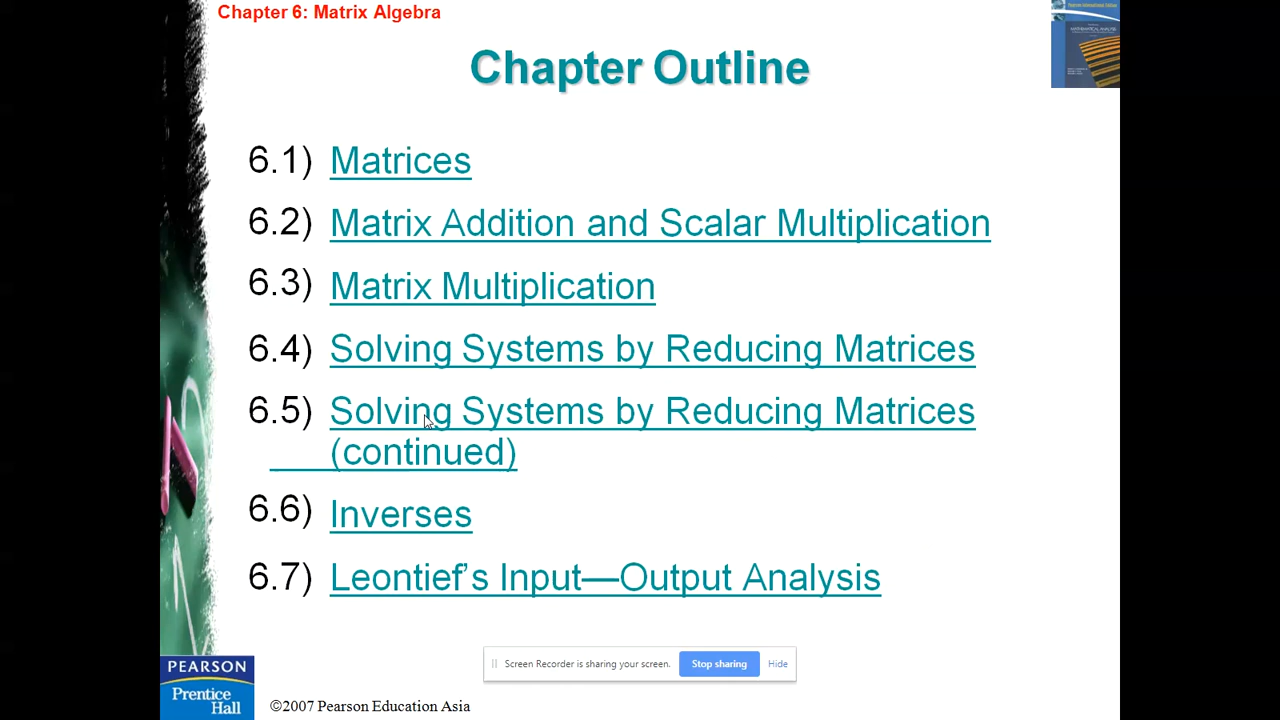 Chapter 6: Matrix Algebra
Chapter Outline
6.1) Matrices
6.2) Matrix Addition and Scalar Multiplication
6.3) Matrix Multiplication
6.4) Solving Systems by Reducing Matrices
6.5) Solving Systems by Reducing Matrices
(continued)
6.6) Inverses
6.7) Leontief’s Input—Output Analysis
Screen Recorder is sharing your screen. Stop sharing Hide
PEARSON
Prentice
Hall
©2007 Pearson Education Asia